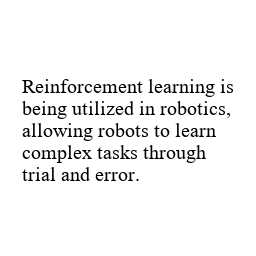 Reinforcement learning is
being utilized in robotics,
allowing robots to learn
complex tasks through
trial and error.